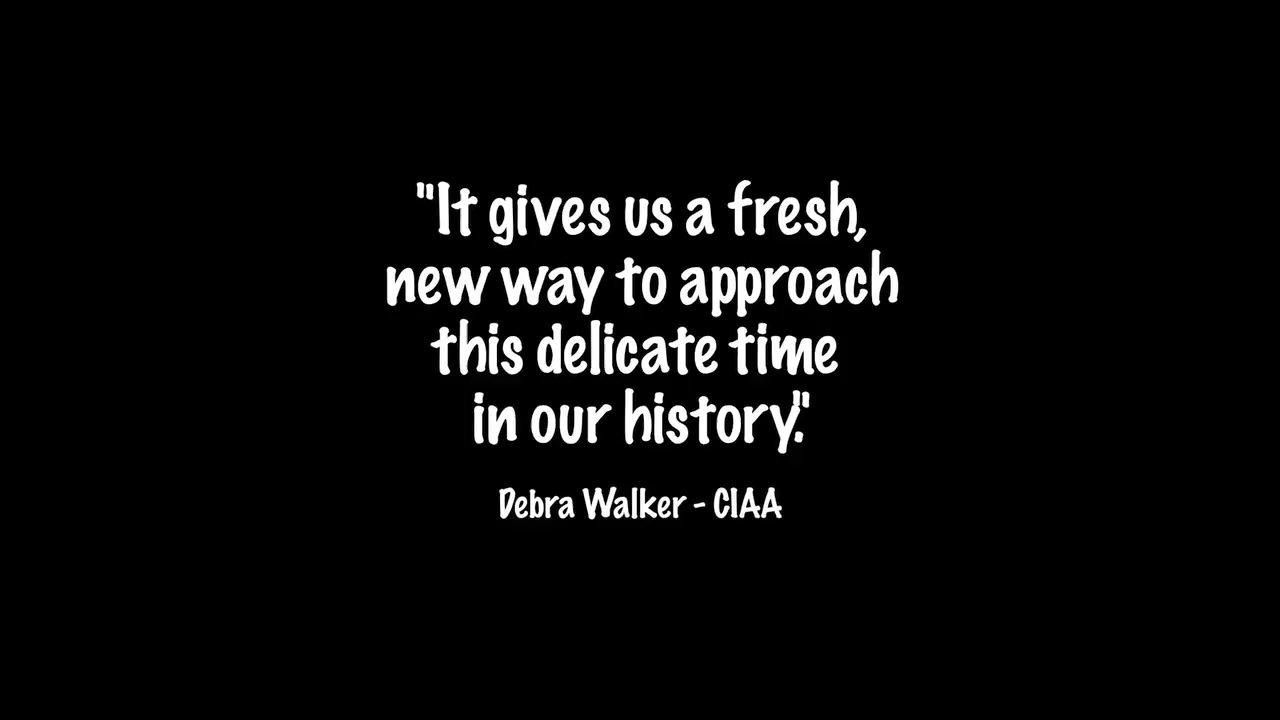 "It gives us a fresh,
new way to approach
this delicate time
in our history."
Debra Walker - CIAA